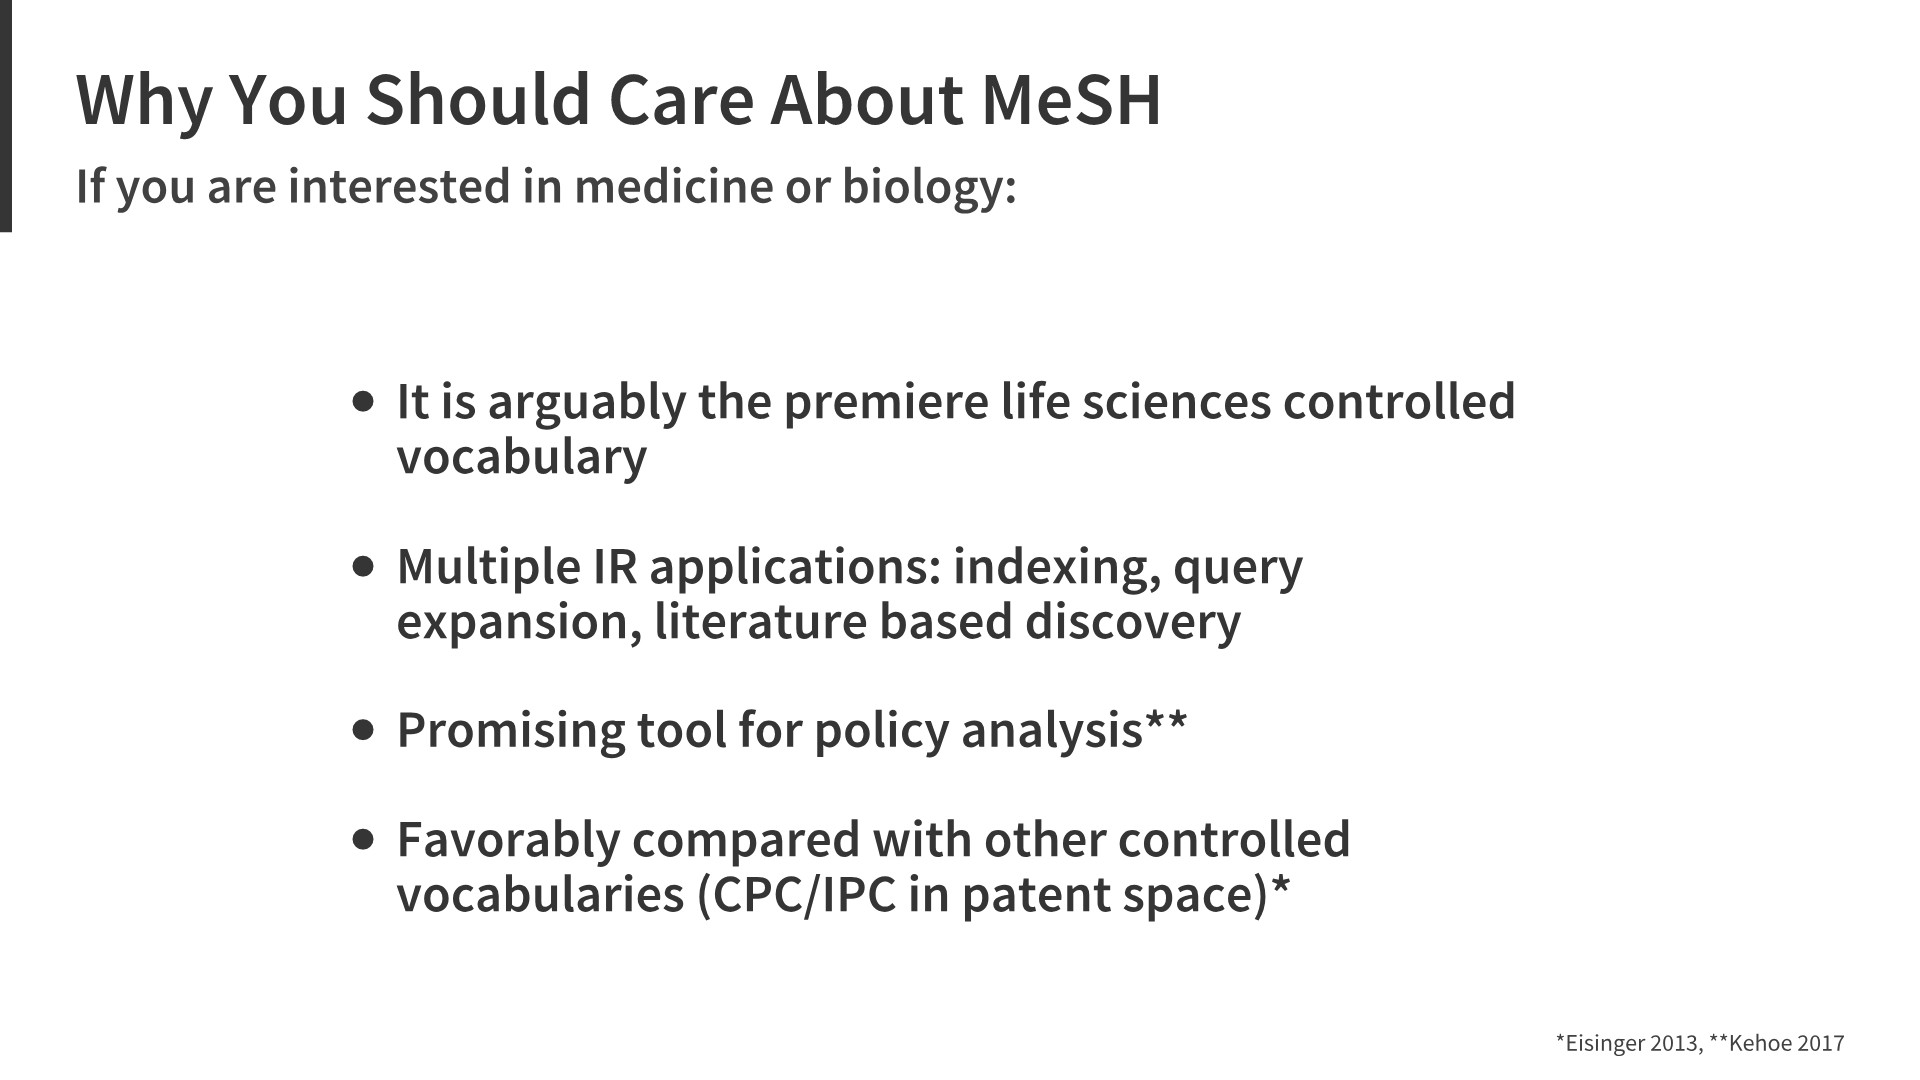 Why You Should Care About MeSH
If you are interested in medicine or biology:
● It is arguably the premiere life sciences controlled
vocabulary
● Multiple IR applications: indexing, query
expansion, literature based discovery
● Promising tool for policy analysis**
● Favorably compared with other controlled
vocabularies (CPC/IPC in patent space)*
*Eisinger 2013, **Kehoe 2017